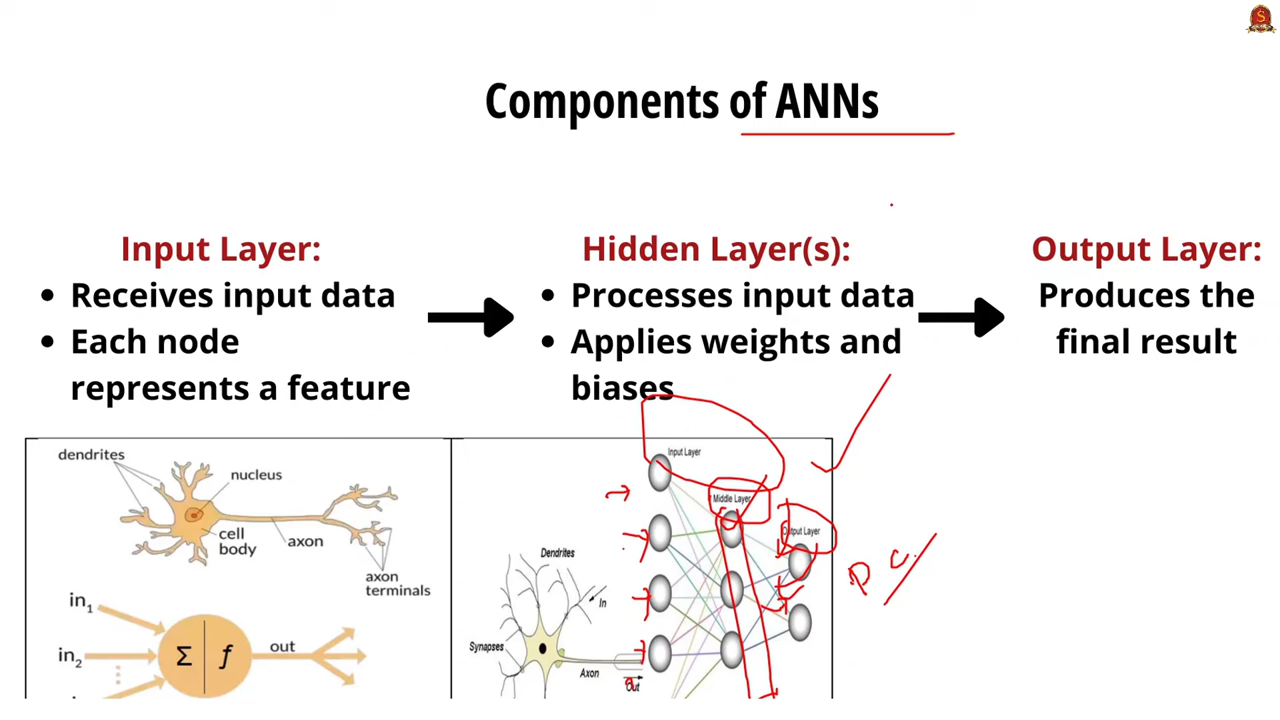 Components of ANNs
Input Layer:
• Receives input data
• Each node
represents a feature
Hidden Layer(s):
• Processes input data
• Applies weights and
biases
Output Layer:
Produces the
final result
dendrites
nucleus
cell
body
axon
axon
terminals
in1
in2
Σ
f
out
Dendrites
In
Synapses
Axon
Out
Input Layer
Middle Layer
Output Layer